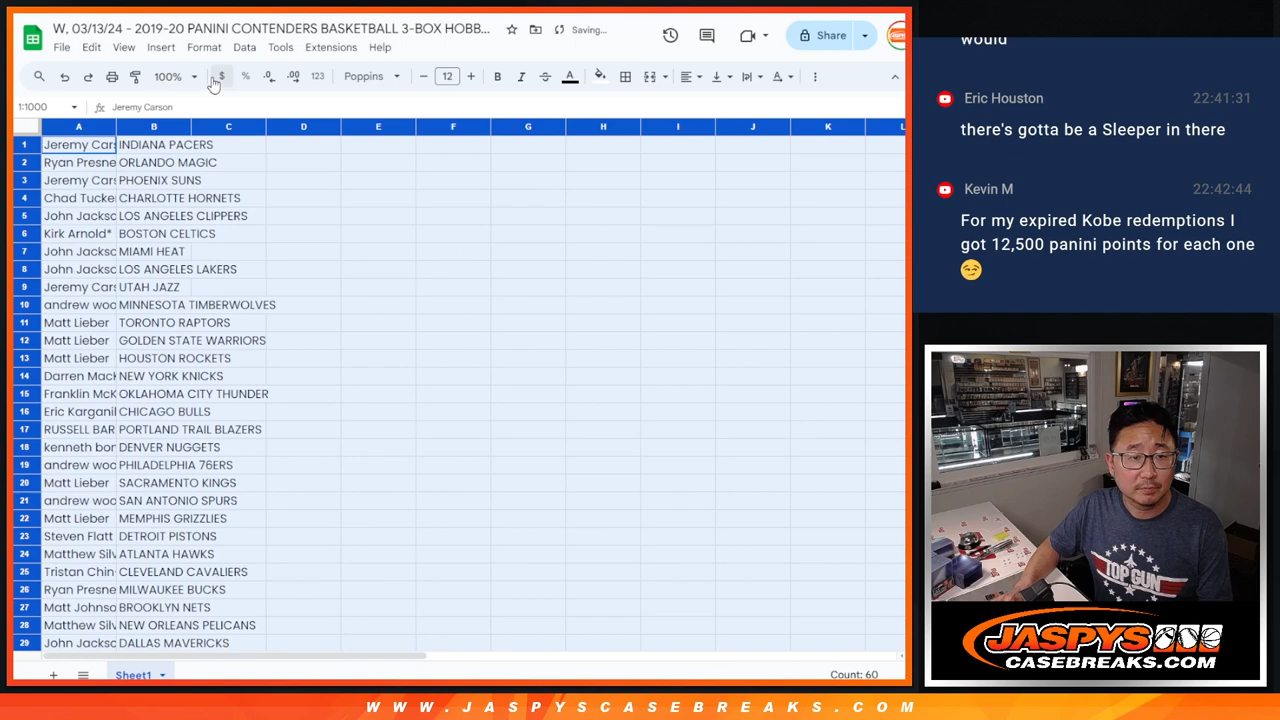 W, 03/13/24 - 2019-20 PANINI CONTENDERS BASKETBALL 3-BOX HOBB...
Saving...
File Edit View Insert Format Data Tools Extensions Help
Share
100% $ % .0 .00 123 Poppins 12 B I A
1:1000 fx Jeremy Carson
A B C D E F G H I J K L
1 Jeremy Cars INDIANA PACERS
2 Ryan Presne ORLANDO MAGIC
3 Jeremy Cars PHOENIX SUNS
4 Chad Tucke CHARLOTTE HORNETS
5 John Jackso LOS ANGELES CLIPPERS
6 Kirk Arnold* BOSTON CELTICS
7 John Jackso MIAMI HEAT
8 John Jackso LOS ANGELES LAKERS
9 Jeremy Cars UTAH JAZZ
10 andrew woo MINNESOTA TIMBERWOLVES
11 Matt Lieber TORONTO RAPTORS
12 Matt Lieber GOLDEN STATE WARRIORS
13 Matt Lieber HOUSTON ROCKETS
14 Darren Mack NEW YORK KNICKS
15 Franklin McK OKLAHOMA CITY THUNDER
16 Eric Karganil CHICAGO BULLS
17 RUSSELL BAR PORTLAND TRAIL BLAZERS
18 kenneth bor DENVER NUGGETS
19 andrew woo PHILADELPHIA 76ERS
20 Matt Lieber SACRAMENTO KINGS
21 andrew woo SAN ANTONIO SPURS
22 Matt Lieber MEMPHIS GRIZZLIES
23 Steven Flatt DETROIT PISTONS
24 Matthew Silv ATLANTA HAWKS
25 Tristan Chin- CLEVELAND CAVALIERS
26 Ryan Presne MILWAUKEE BUCKS
27 Matt Johnso BROOKLYN NETS
28 Matthew Silv NEW ORLEANS PELICANS
29 John Jackso DALLAS MAVERICKS
Sheet1
Count: 60
would
Eric Houston 22:41:31
there's gotta be a Sleeper in there
Kevin M 22:42:44
For my expired Kobe redemptions I
got 12,500 panini points for each one
TOP GUN
JASPYS
CASEBREAKS.COM
WWW.JASPYSCASEBREAKS.COM